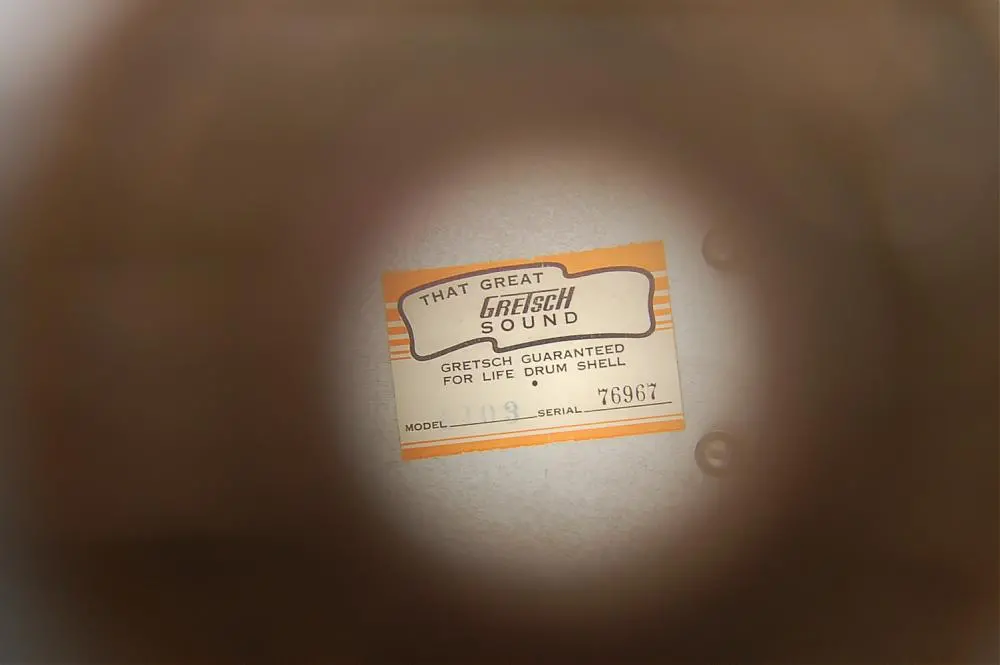 THAT GREAT
GRETSCH
SOUND
GRETSCH GUARANTEED
FOR LIFE DRUM SHELL
MODEL SERIAL 76967